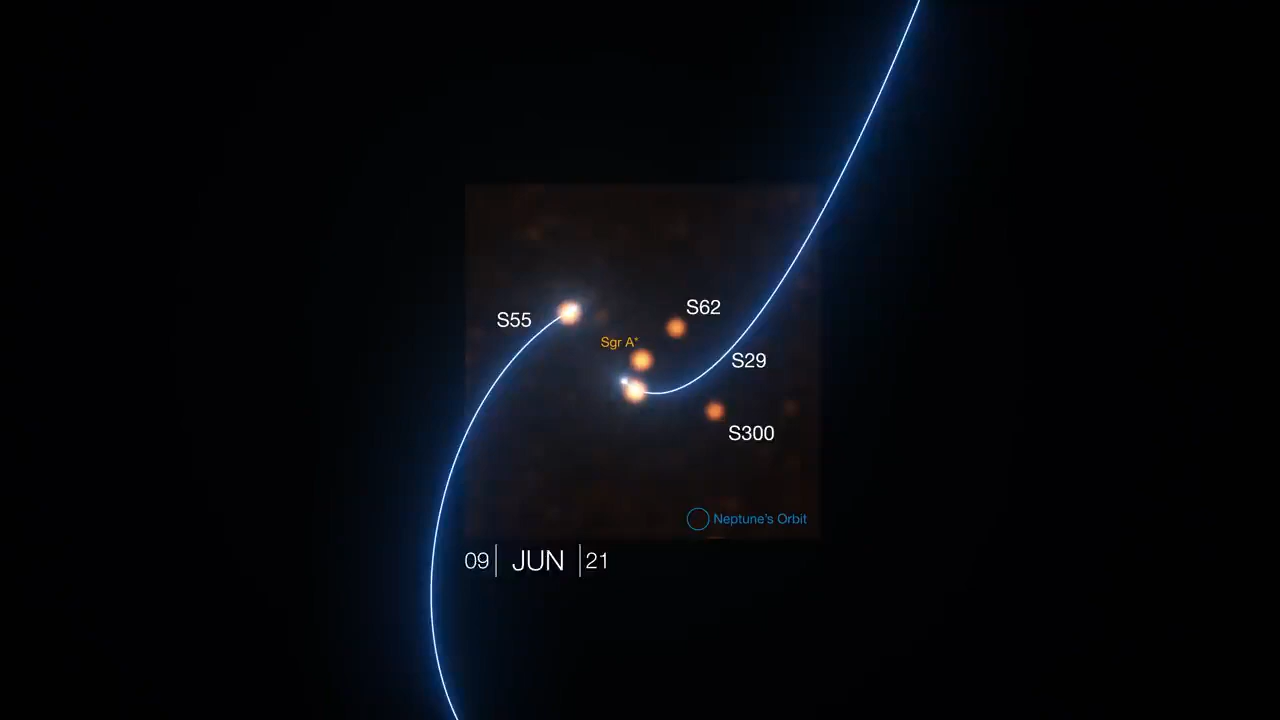 S62
S55
Sgr A*
S29
S300
Neptune's Orbit
09| JUN |21